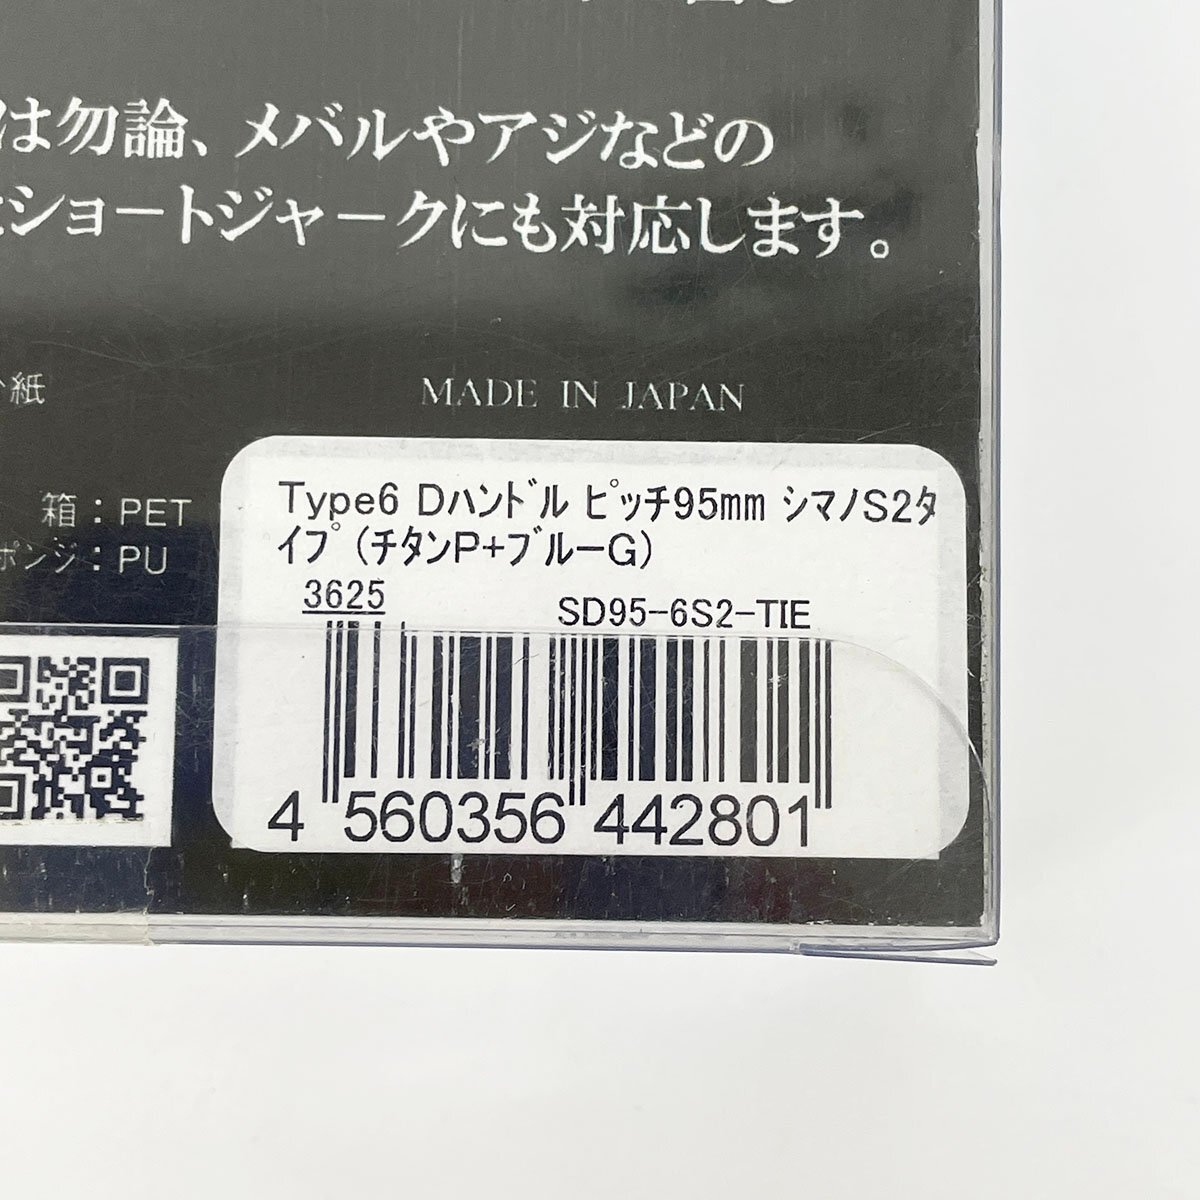 は勿論、メバルやアジなどの
ショートジャークにも対応します。
紙
MADE IN JAPAN
箱：PET
ポンジ：PU
Type6 Dﾊﾝﾄﾞﾙ ﾋﾟｯﾁ95mm ｼﾏﾉS2ﾀ
ｲﾌﾟ (ﾁﾀﾝP+ﾌﾞﾙｰG)
3625
SD95-6S2-TIE
4 560356 442801